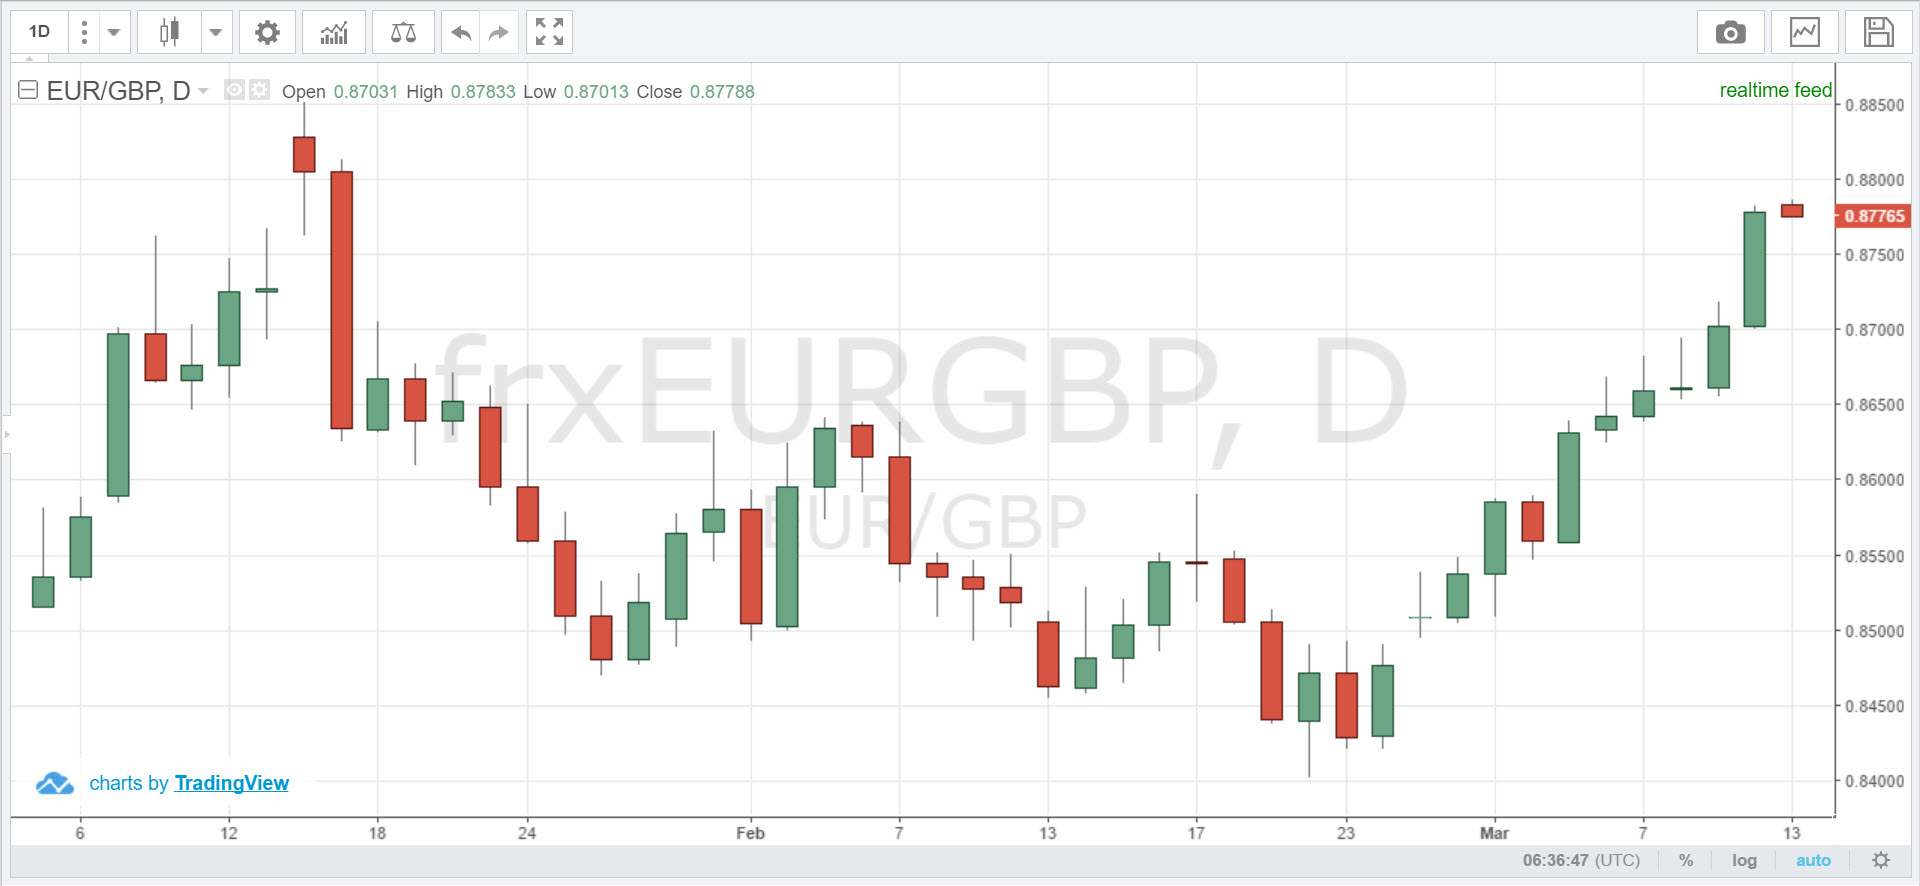 1D
EUR/GBP, D Open 0.87031 High 0.87833 Low 0.87013 Close 0.87788
realtime feed
0.88500
0.88000
0.87765
0.87500
0.87000
0.86500
0.86000
0.85500
0.85000
0.84500
0.84000
frxEURGBP, D
EUR/GBP
charts by TradingView
6 12 18 24 Feb 7 13 17 23 Mar 7 13
06:36:47 (UTC) % log auto